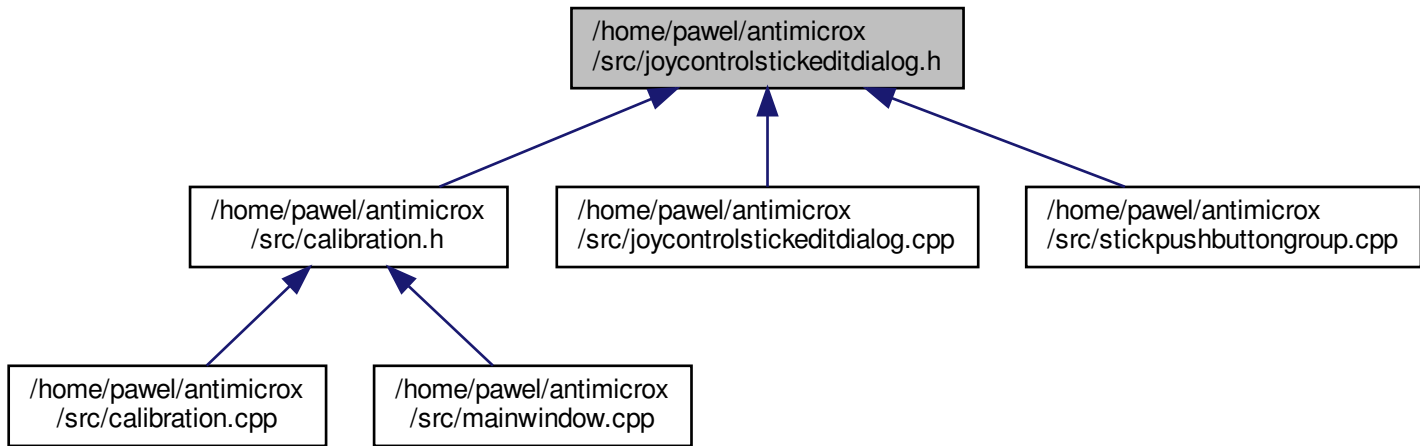 /home/pawel/antimicrox
/src/joycontrolstickeditdialog.h
/home/pawel/antimicrox
/src/calibration.h
/home/pawel/antimicrox
/src/joycontrolstickeditdialog.cpp
/home/pawel/antimicrox
/src/stickpushbuttongroup.cpp
/home/pawel/antimicrox
/src/calibration.cpp
/home/pawel/antimicrox
/src/mainwindow.cpp